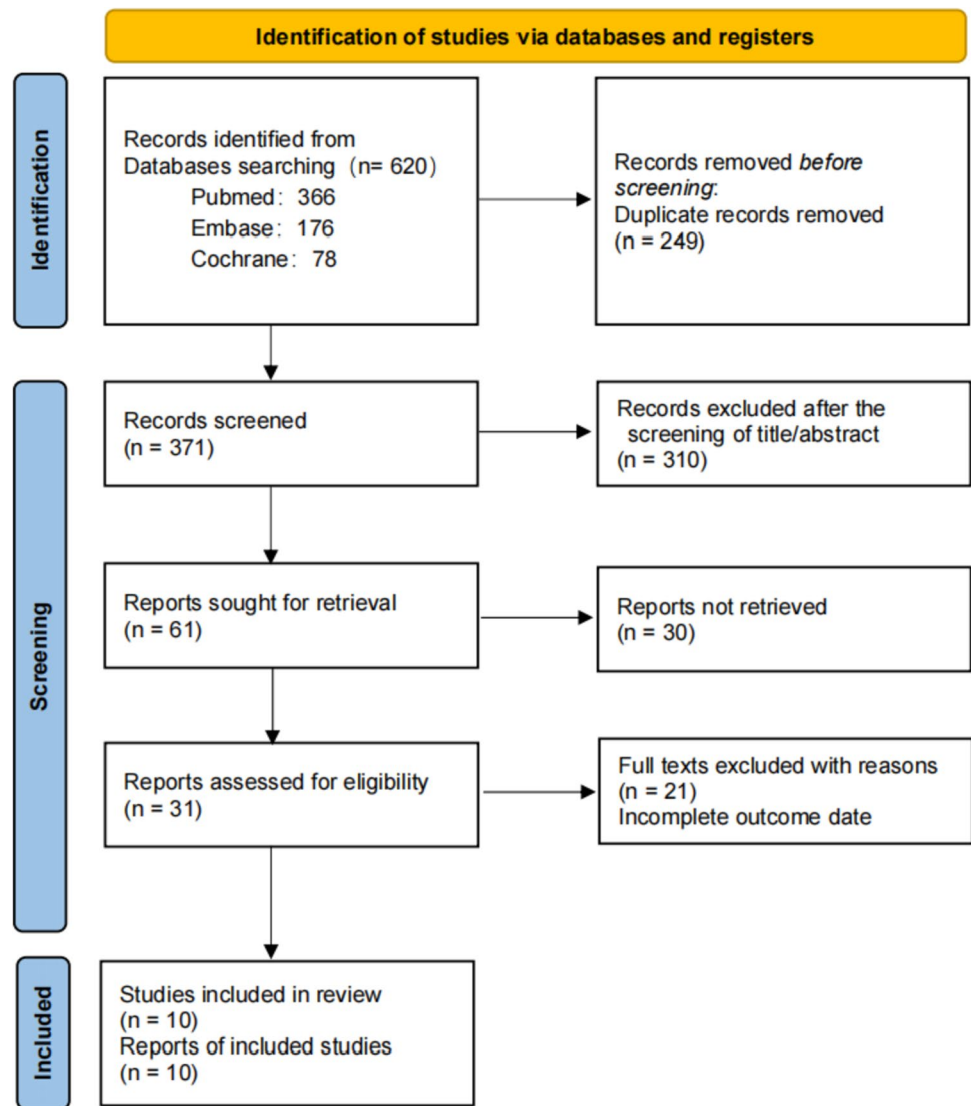 Identification of studies via databases and registers
Identification
Records identified from
Databases searching（n= 620）
Pubmed：366
Embase：176
Cochrane：78
Records removed before
screening:
Duplicate records removed
(n = 249)
Screening
Records screened
(n = 371)
Records excluded after the
screening of title/abstract
(n = 310)
Reports sought for retrieval
(n = 61)
Reports not retrieved
(n = 30)
Reports assessed for eligibility
(n = 31)
Full texts excluded with reasons
(n = 21)
Incomplete outcome date
Included
Studies included in review
(n = 10)
Reports of included studies
(n = 10)